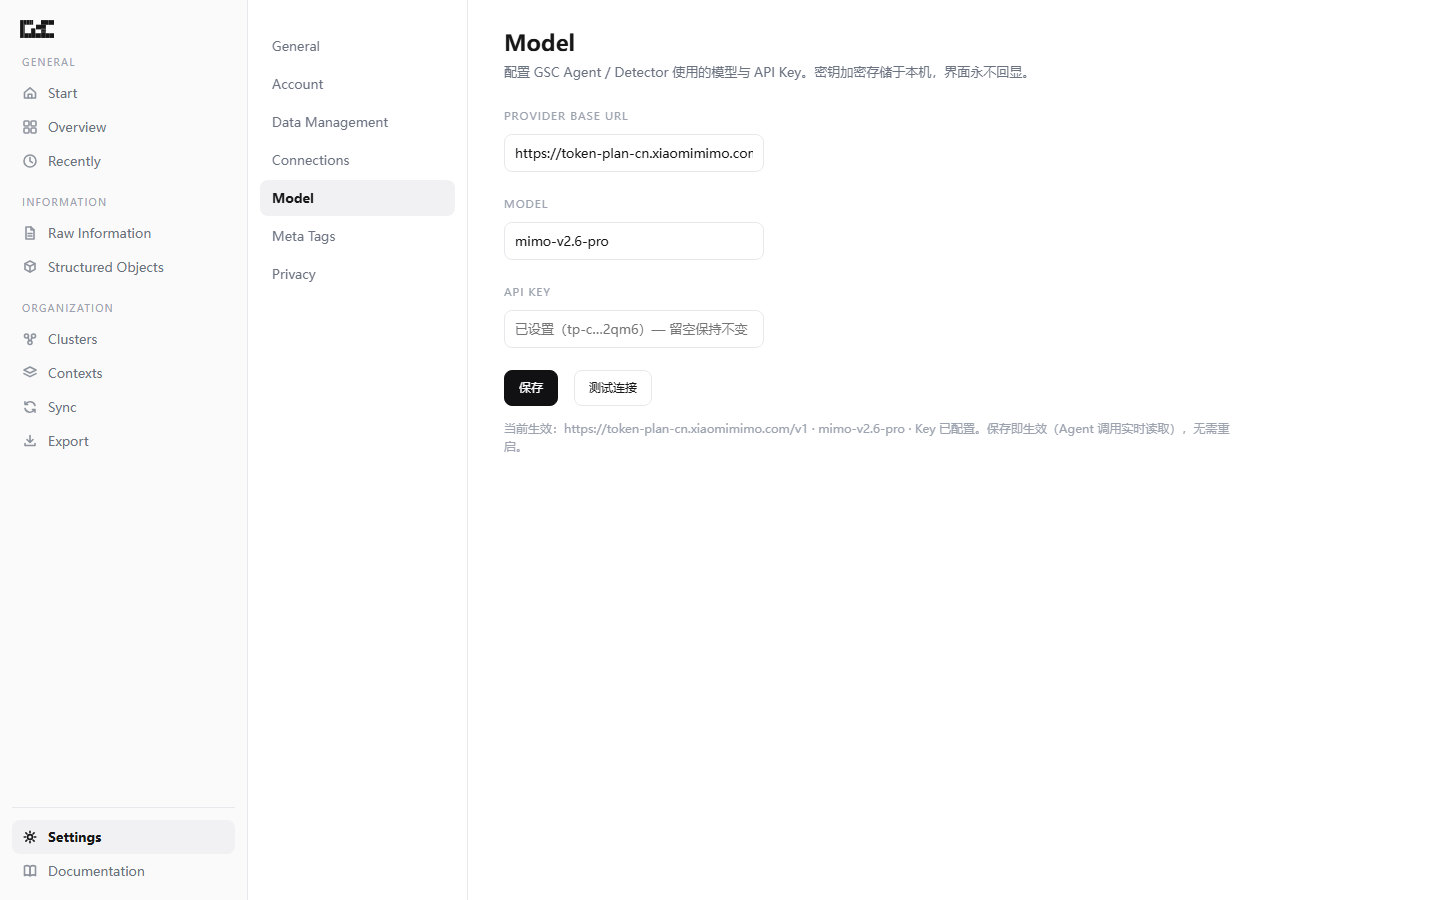 GSC
GENERAL
Start
Overview
Recently
INFORMATION
Raw Information
Structured Objects
ORGANIZATION
Clusters
Contexts
Sync
Export
Settings
Documentation
General
Account
Data Management
Connections
Model
Meta Tags
Privacy
Model
配置 GSC Agent / Detector 使用的模型与 API Key。密钥加密存储于本机，界面永不回显。
PROVIDER BASE URL
https://token-plan-cn.xiaomimimo.cor
MODEL
mimo-v2.6-pro
API KEY
已设置（tp-c...2qm6）— 留空保持不变
保存
测试连接
当前生效：https://token-plan-cn.xiaomimimo.com/v1 · mimo-v2.6-pro · Key 已配置。保存即生效（Agent 调用实时读取），无需重
启。